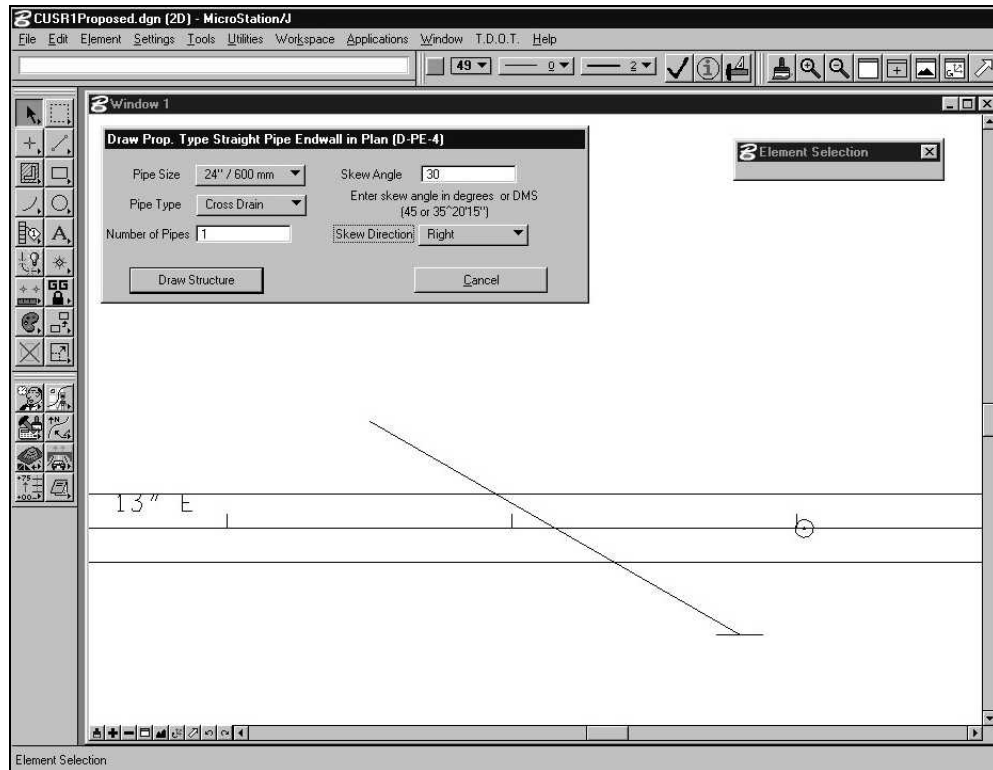 CUSR1Proposed.dgn (2D) - MicroStation/J
File Edit Element Settings Tools Utilities Workspace Applications Window T.D.O.T. Help
49 0 2
Window 1
Draw Prop. Type Straight Pipe Endwall in Plan (D-PE-4)
Pipe Size 24" / 600 mm Skew Angle 30
Enter skew angle in degrees or DMS
(45 or 35^20'15")
Pipe Type Cross Drain
Number of Pipes 1 Skew Direction Right
Draw Structure Cancel
Element Selection
GG
A
N
+75
+00
13" E
Element Selection